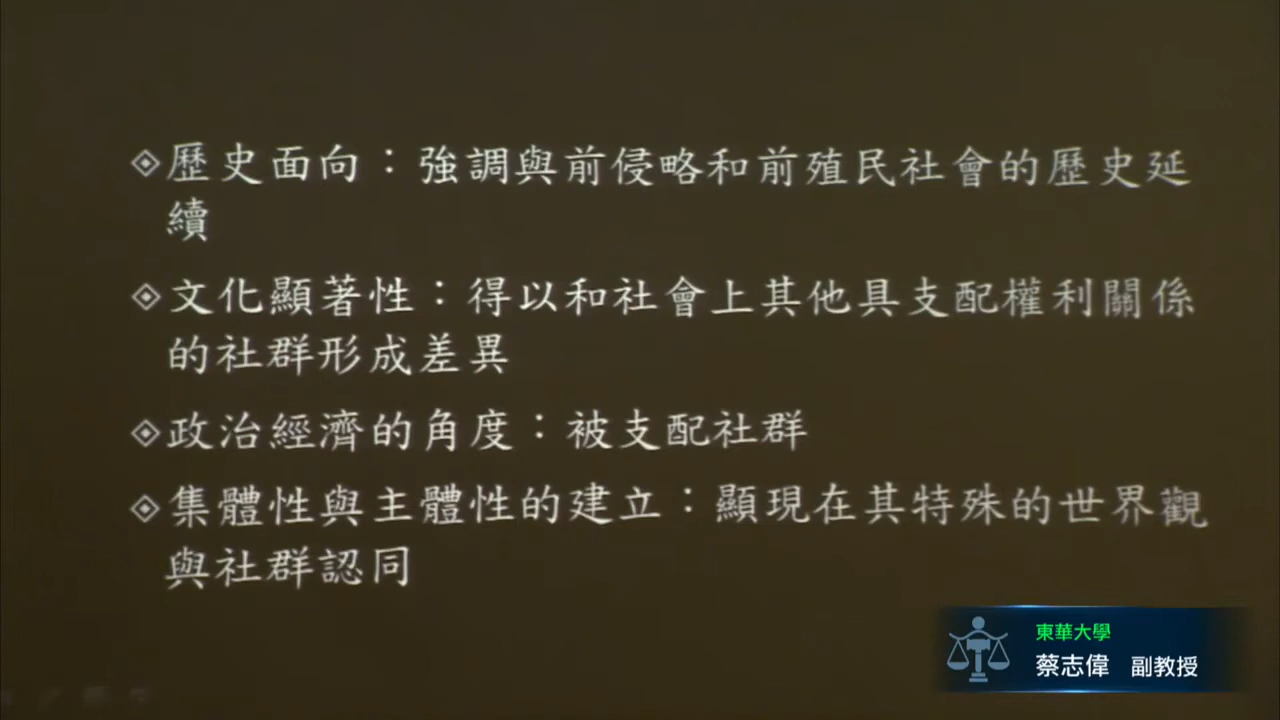 歷史面向：強調與前侵略和前殖民社會的歷史延
續
文化顯著性：得以和社會上其他具支配權利關係
的社群形成差異
政治經濟的角度：被支配社群
集體性與主體性的建立：顯現在其特殊的世界觀
與社群認同
東華大學
蔡志偉 副教授